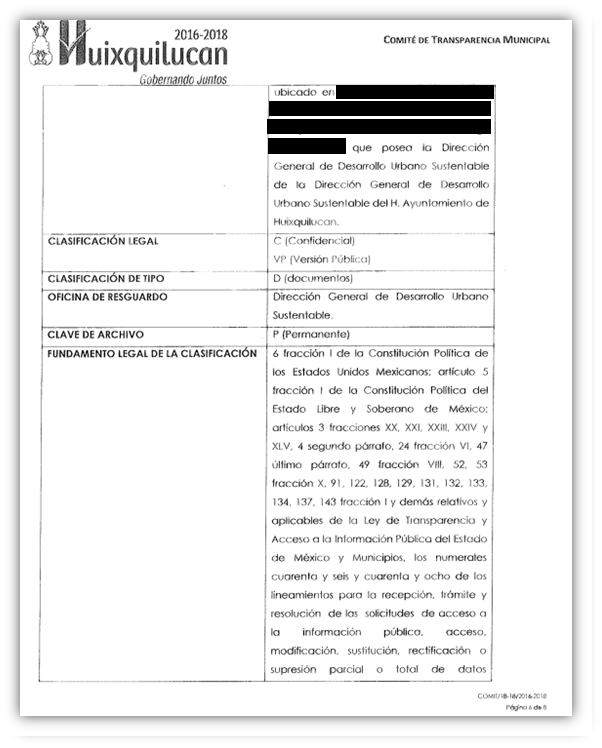 2016-2018
Huixquilucan
Gobernando Juntos
COMITÉ DE TRANSPARENCIA MUNICIPAL
ubicado en
que posea la Dirección
General de Desarrollo Urbano Sustentable
de la Dirección General de Desarrollo
Urbano Sustentable del H. Ayuntamiento de
Huixquilucan.
CLASIFICACIÓN LEGAL
C (Confidencial)
VP (Versión Pública)
CLASIFICACIÓN DE TIPO
D (documentos)
OFICINA DE RESGUARDO
Dirección General de Desarrollo Urbano
Sustentable.
CLAVE DE ARCHIVO
P (Permanente)
FUNDAMENTO LEGAL DE LA CLASIFICACIÓN
6 fracción I de la Constitución Política de
los Estados Unidos Mexicanos; artículo 5
fracción I de la Constitución Política del
Estado Libre y Soberano de México;
artículos 3 fracciones XX, XXI, XXIII, XXIV y
XLV, 4 segundo párrafo, 24 fracción VI, 47
último párrafo, 49 fracción VIII, 52, 53
fracción X, 91, 122, 128, 129, 131, 132, 133,
134, 137, 143 fracción I y demás relativos y
aplicables de la Ley de Transparencia y
Acceso a la Información Pública del Estado
de México y Municipios, los numerales
cuarenta y seis y cuarenta y ocho de los
lineamientos para la recepción, trámite y
resolución de las solicitudes de acceso a
la información pública, acceso,
modificación, sustitución, rectificación o
supresión parcial o total de datos
COMIT/18-18/2016-2018
Página 6 de 8